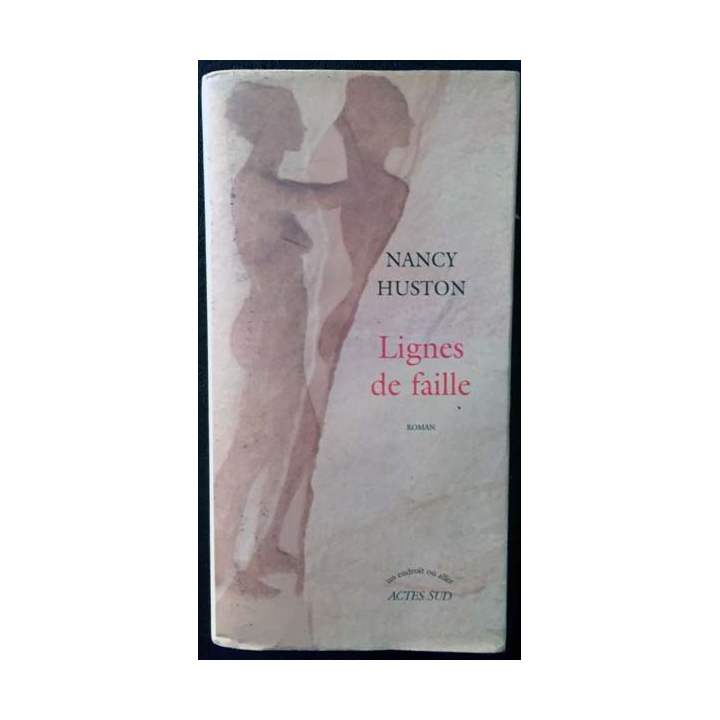 NANCY
HUSTON
Lignes
de faille
ROMAN
un endroit où aller
ACTES SUD